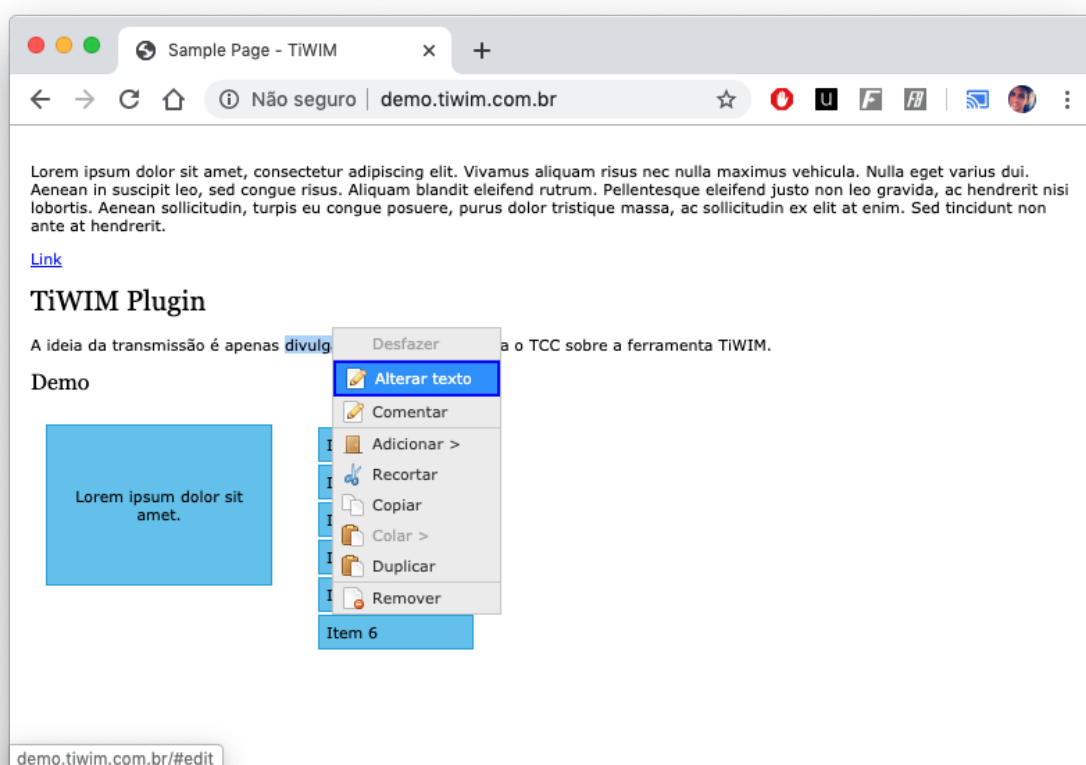 Sample Page - TiWIM
Não seguro | demo.tiwim.com.br
Lorem ipsum dolor sit amet, consectetur adipiscing elit. Vivamus aliquam risus nec nulla maximus vehicula. Nulla eget varius dui.
Aenean in suscipit leo, sed congue risus. Aliquam blandit eleifend rutrum. Pellentesque eleifend justo non leo gravida, ac hendrerit nisi
lobortis. Aenean sollicitudin, turpis eu congue posuere, purus dolor tristique massa, ac sollicitudin ex elit at enim. Sed tincidunt non
ante at hendrerit.
Link
TiWIM Plugin
A ideia da transmissão é apenas divulg a o TCC sobre a ferramenta TiWIM.
Demo
Lorem ipsum dolor sit
amet.
Desfazer
Alterar texto
Comentar
Adicionar >
Recortar
Copiar
Colar >
Duplicar
Remover
Item 6
demo.tiwim.com.br/#edit